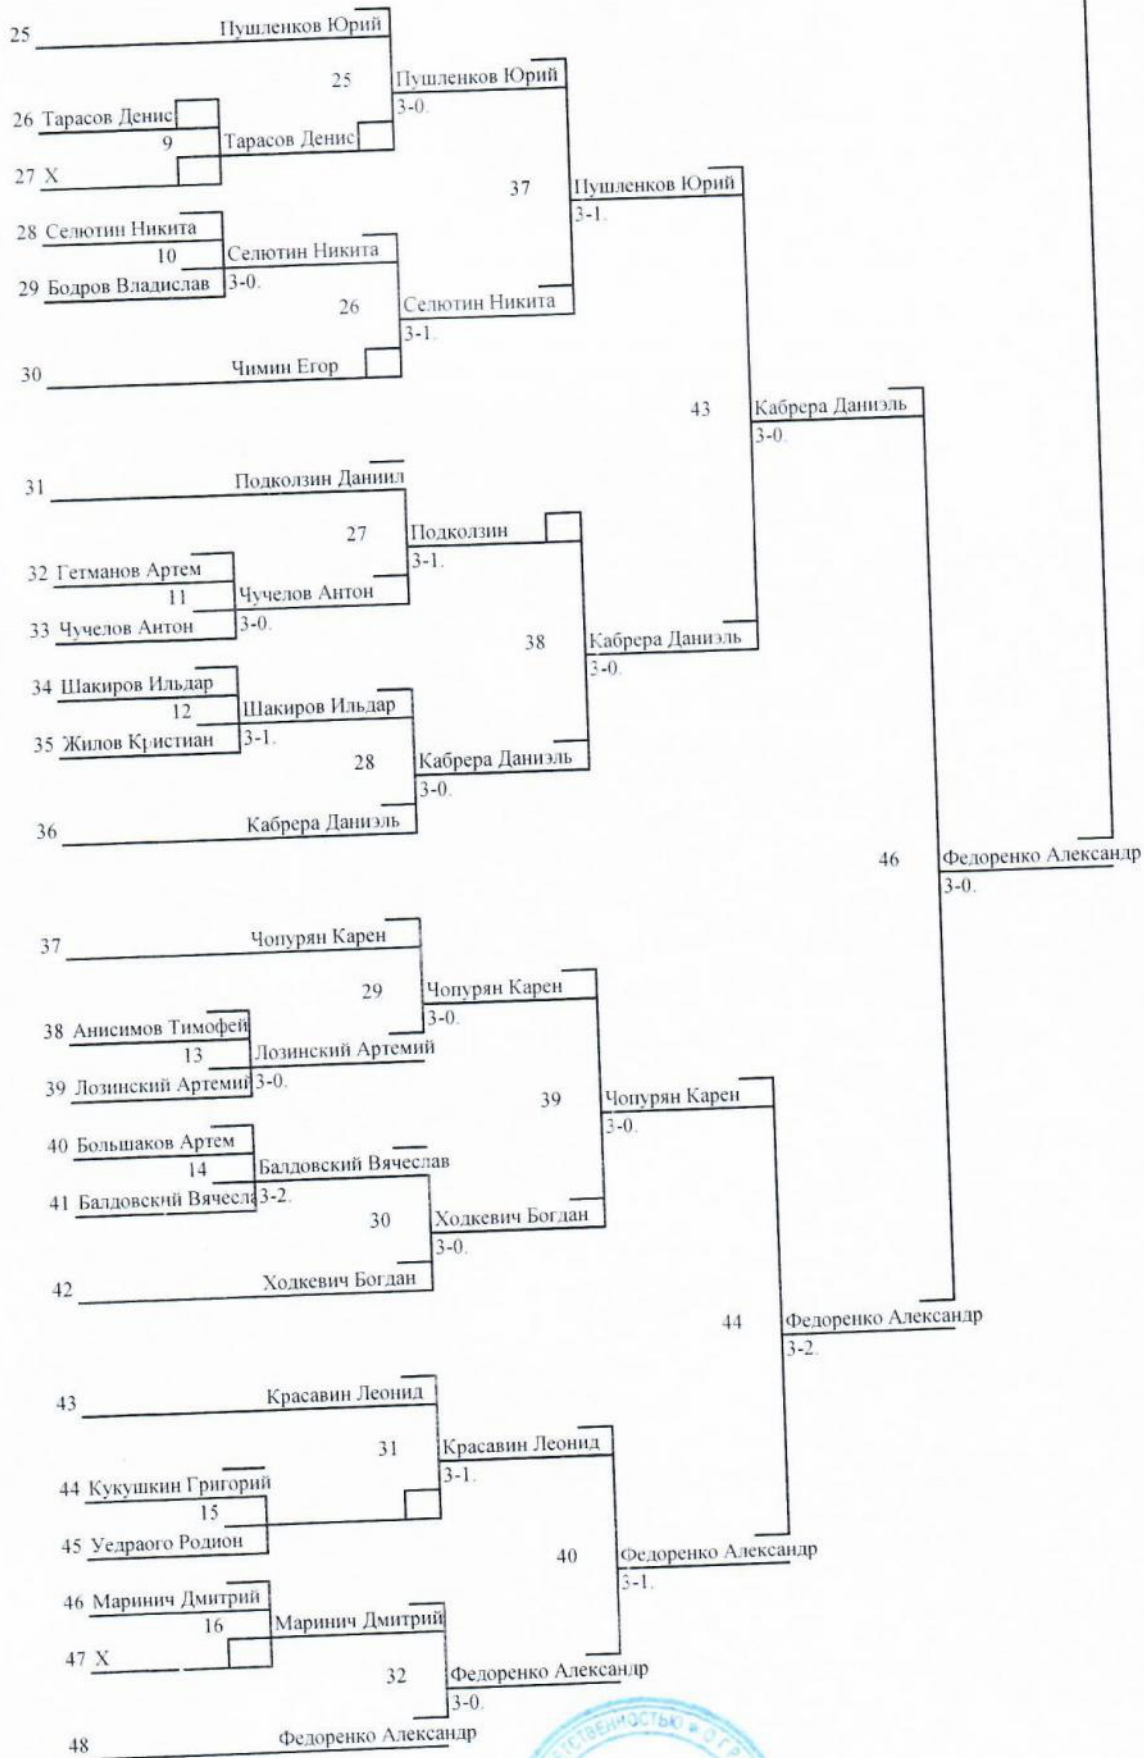 25 Пушленков Юрий
25 Пушленков Юрий
3-0.
26 Тарасов Денис
9 Тарасов Денис
27 X
37 Пушленков Юрий
3-1.
28 Селютин Никита
10 Селютин Никита
29 Бодров Владислав 3-0.
26 Селютин Никита
3-1.
30 Чимин Егор
43 Кабрера Даниэль
3-0.
31 Подколзин Даниил
27 Подколзин
3-1.
32 Гетманов Артем
11 Чучелов Антон
33 Чучелов Антон 3-0.
38 Кабрера Даниэль
3-0.
34 Шакиров Ильдар
12 Шакиров Ильдар
35 Жилов Кристиан 3-1.
28 Кабрера Даниэль
3-0.
36 Кабрера Даниэль
46 Федоренко Александр
3-0.
37 Чопурян Карен
29 Чопурян Карен
3-0.
38 Анисимов Тимофей
13 Лозинский Артемий
39 Лозинский Артемий 3-0.
39 Чопурян Карен
3-0.
40 Большаков Артем
14 Балдовский Вячеслав
41 Балдовский Вячесла 3-2.
30 Ходкевич Богдан
3-0.
42 Ходкевич Богдан
44 Федоренко Александр
3-2.
43 Красавин Леонид
31 Красавин Леонид
3-1.
44 Кукушкин Григорий
15
45 Уедраого Родион
40 Федоренко Александр
3-1.
46 Маринич Дмитрий
16 Маринич Дмитрий
47 X
32 Федоренко Александр
3-0.
48 Федоренко Александр